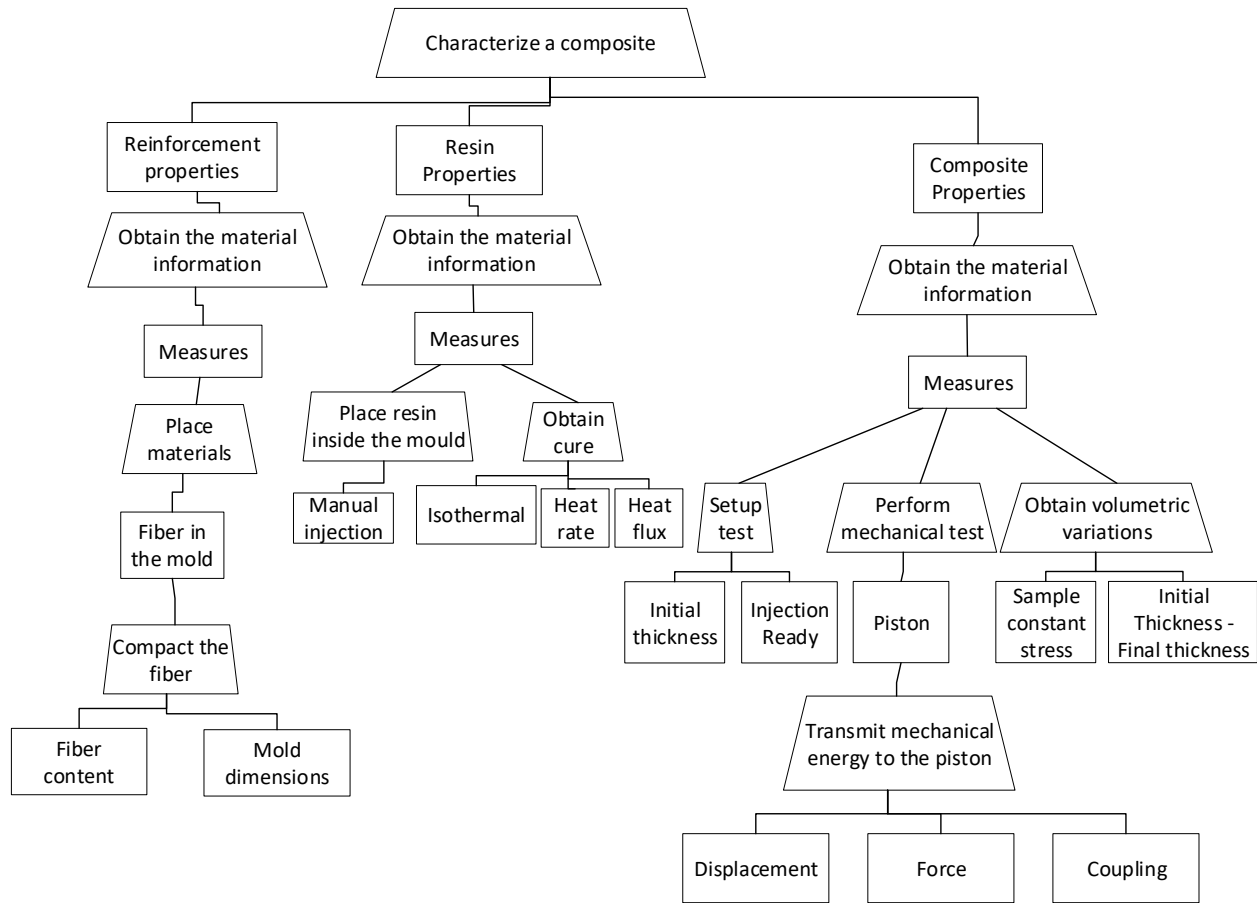 Characterize a composite
Reinforcement
properties
Resin
Properties
Composite
Properties
Obtain the material
information
Obtain the material
information
Obtain the material
information
Measures
Measures
Measures
Place
materials
Place resin
inside the mould
Obtain
cure
Manual
injection
Isothermal
Heat
rate
Heat
flux
Setup
test
Perform
mechanical test
Obtain volumetric
variations
Fiber in
the mold
Initial
thickness
Injection
Ready
Piston
Sample
constant
stress
Initial
Thickness -
Final thickness
Compact the
fiber
Fiber
content
Mold
dimensions
Transmit mechanical
energy to the piston
Displacement
Force
Coupling